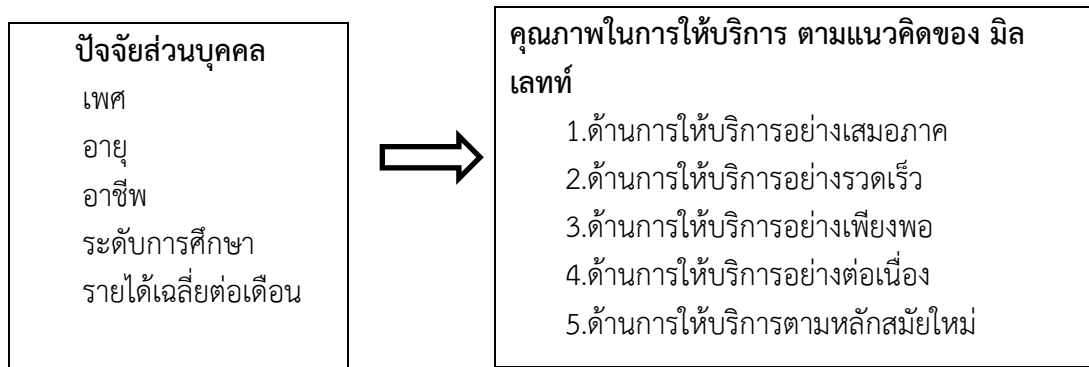 ปัจจัยส่วนบุคคล
เพศ
อายุ
อาชีพ
ระดับการศึกษา
รายได้เฉลี่ยต่อเดือน
คุณภาพในการให้บริการ ตามแนวคิดของ มิล
เลทท์
1.ด้านการให้บริการอย่างเสมอภาค
2.ด้านการให้บริการอย่างรวดเร็ว
3.ด้านการให้บริการอย่างเพียงพอ
4.ด้านการให้บริการอย่างต่อเนื่อง
5.ด้านการให้บริการตามหลักสมัยใหม่